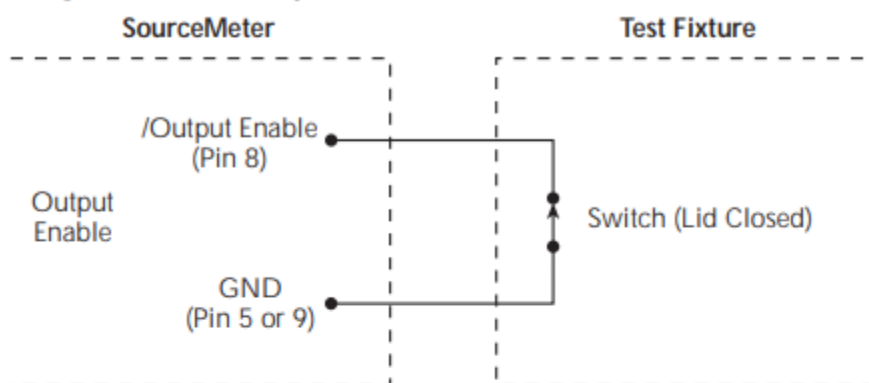 SourceMeter
Test Fixture
/Output Enable
(Pin 8)
Output
Enable
Switch (Lid Closed)
GND
(Pin 5 or 9)